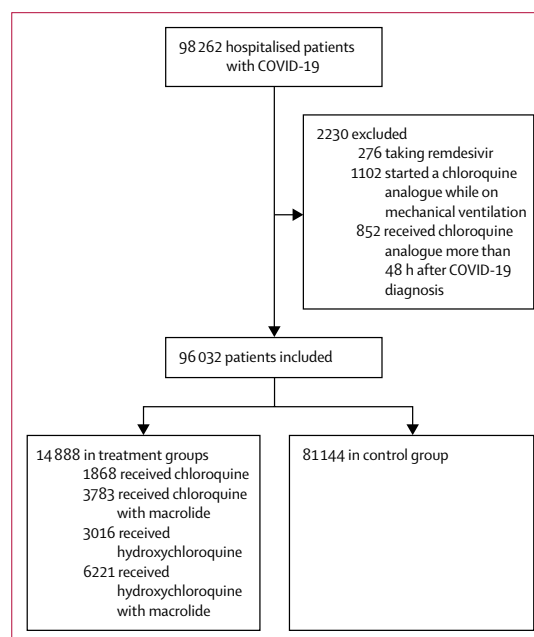 98 262 hospitalised patients
with COVID-19
2230 excluded
276 taking remdesivir
1102 started a chloroquine
analogue while on
mechanical ventilation
852 received chloroquine
analogue more than
48 h after COVID-19
diagnosis
96 032 patients included
14 888 in treatment groups
1868 received chloroquine
3783 received chloroquine
with macrolide
3016 received
hydroxychloroquine
6221 received
hydroxychloroquine
with macrolide
81 144 in control group